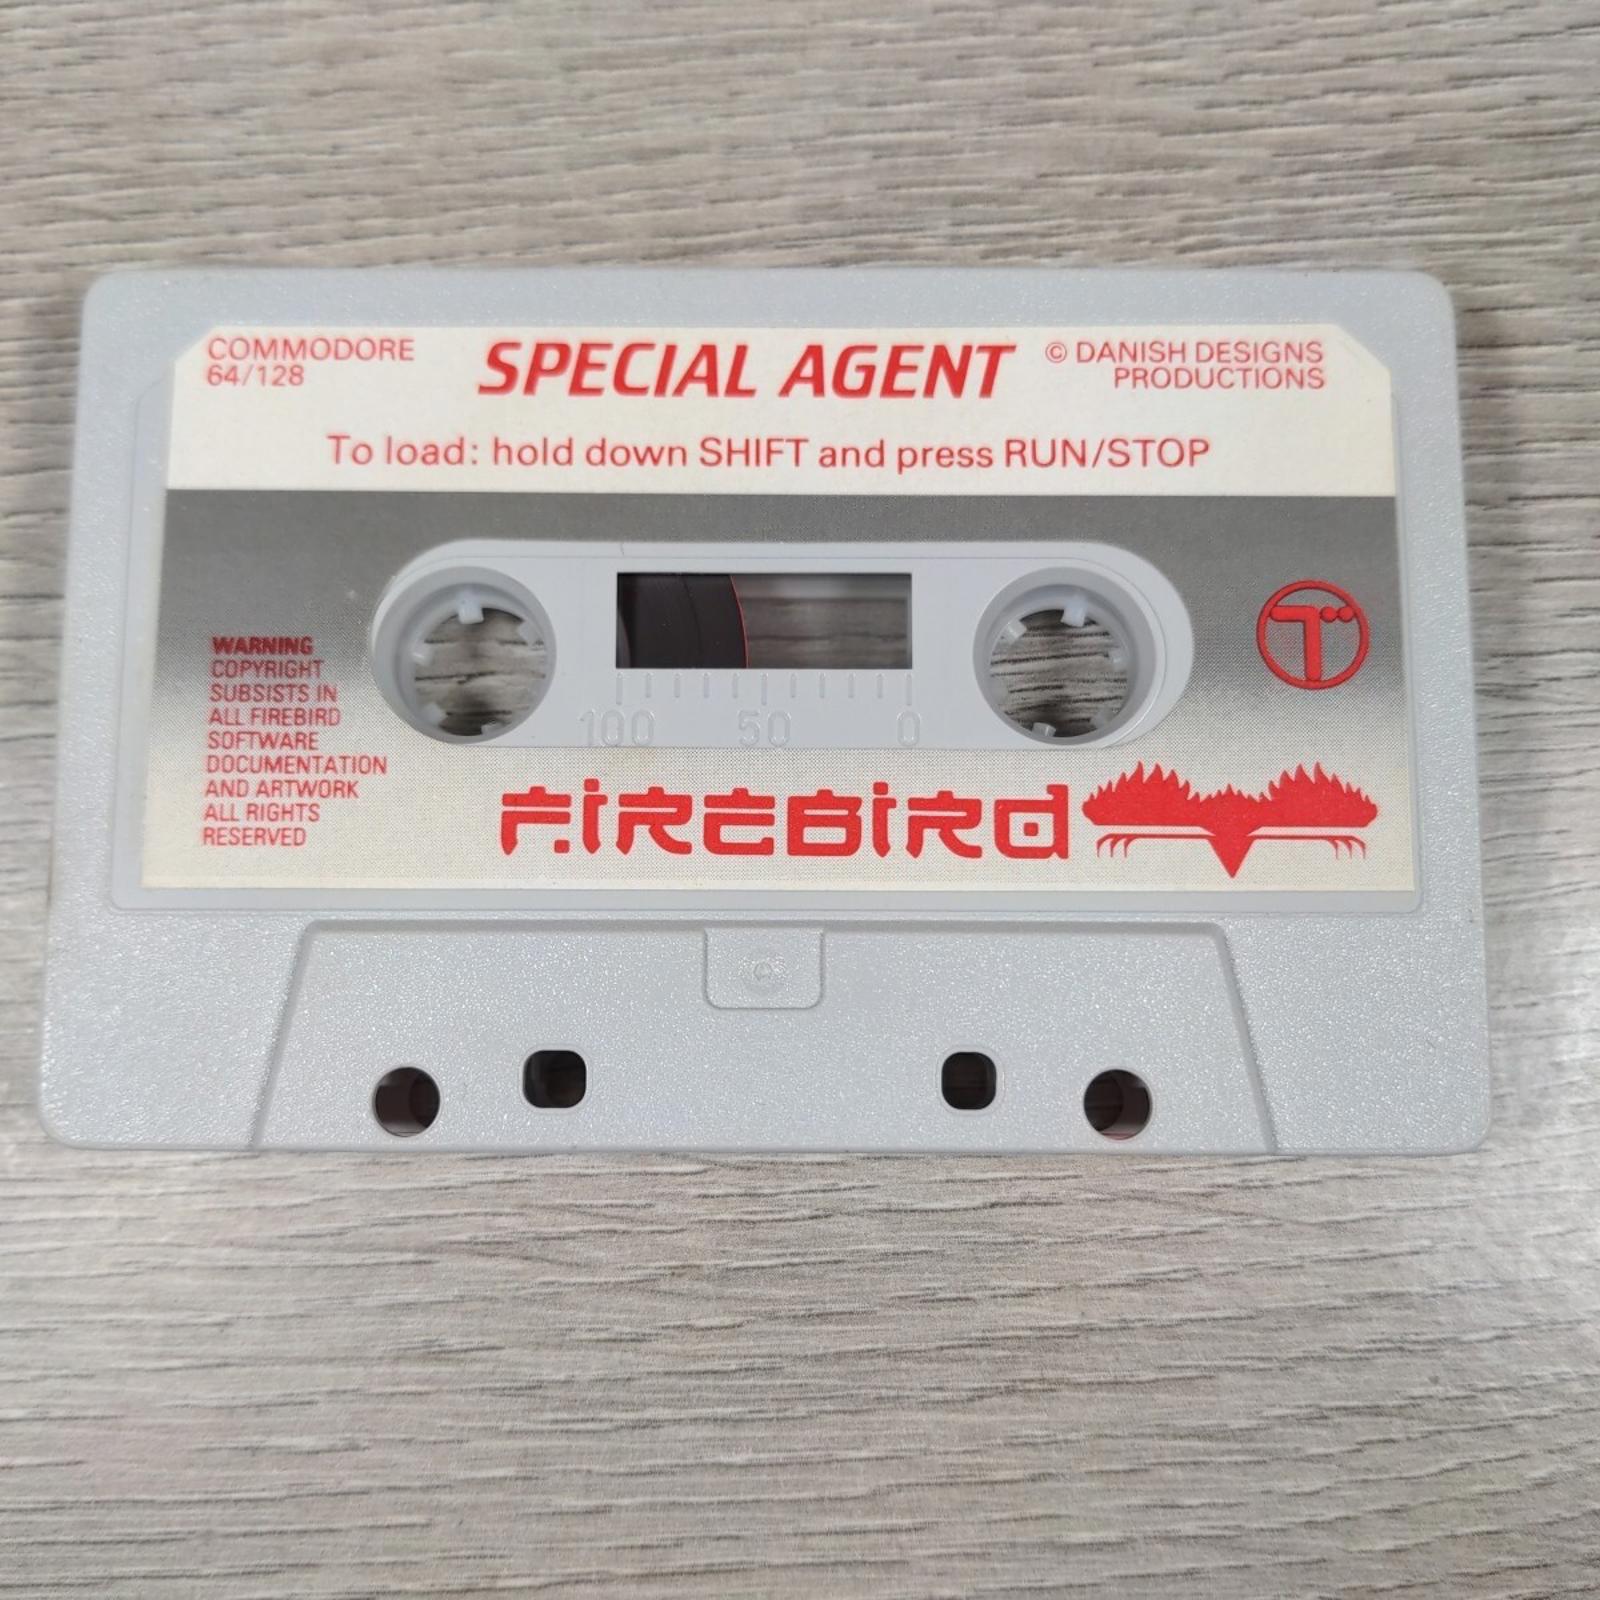 COMMODORE
64/128
SPECIAL AGENT
© DANISH DESIGNS
PRODUCTIONS
To load: hold down SHIFT and press RUN/STOP
WARNING
COPYRIGHT
SUBSISTS IN
ALL FIREBIRD
SOFTWARE
DOCUMENTATION
AND ARTWORK
ALL RIGHTS
RESERVED
100 50 0
T
FIREBIRD